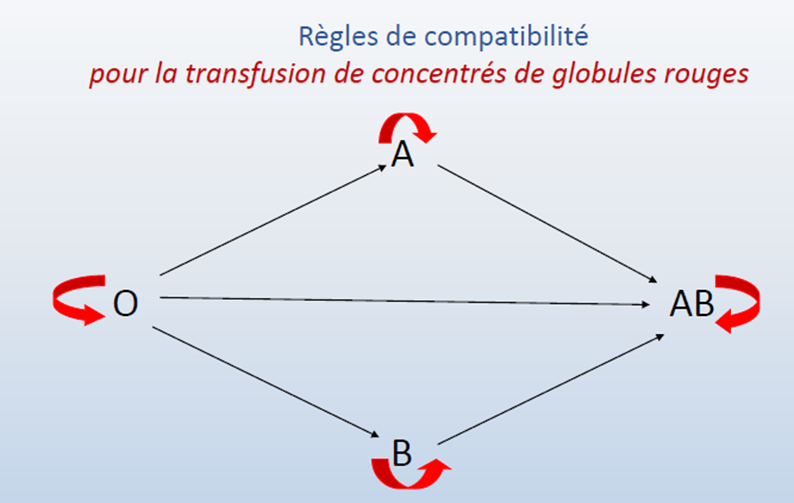 Règles de compatibilité
pour la transfusion de concentrés de globules rouges
A
O
AB
B